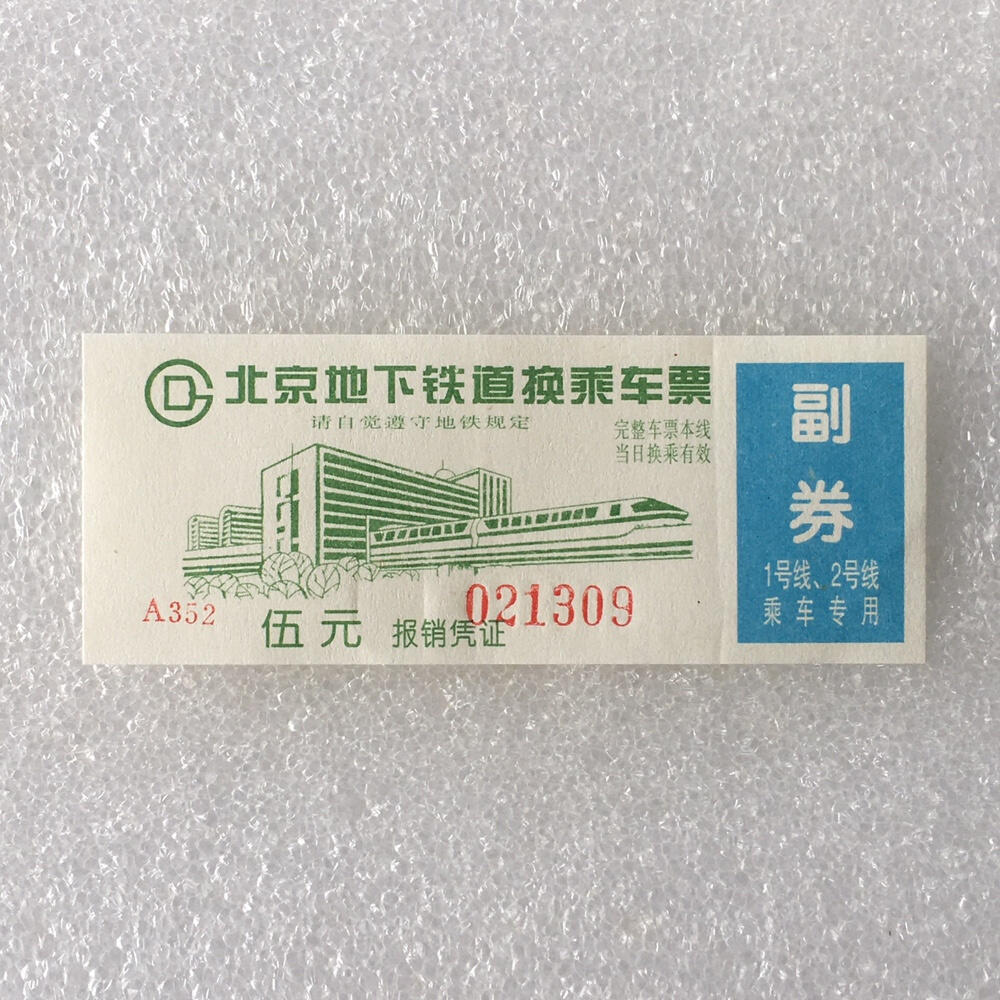 北京地下铁道换乘车票
请自觉遵守地铁规定
完整车票本线
当日换乘有效
A352
021309
伍元 报销凭证
副
券
1号线、2号线
乘车专用